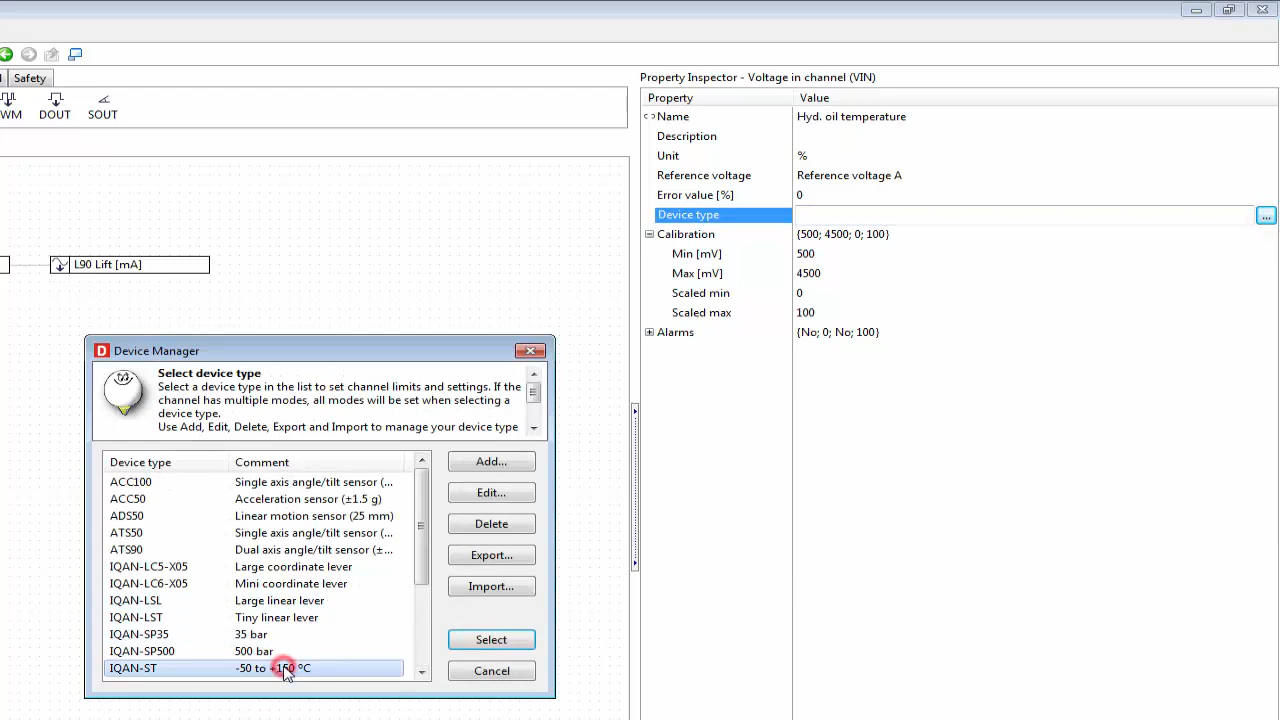 Safety
WM
DOUT
SOUT
L90 Lift [mA]
Property Inspector - Voltage in channel (VIN)
Property Value
Name Hyd. oil temperature
Description
Unit %
Reference voltage Reference voltage A
Error value [%] 0
Device type ...
Calibration {500; 4500; 0; 100}
Min [mV] 500
Max [mV] 4500
Scaled min 0
Scaled max 100
Alarms {No; 0; No; 100}
D Device Manager
Select device type
Select a device type in the list to set channel limits and settings. If the
channel has multiple modes, all modes will be set when selecting a
device type.
Use Add, Edit, Delete, Export and Import to manage your device type
Device type Comment
ACC100 Single axis angle/tilt sensor (...
ACC50 Acceleration sensor (±1.5 g)
ADS50 Linear motion sensor (25 mm)
ATS50 Single axis angle/tilt sensor (...
ATS90 Dual axis angle/tilt sensor (±...
IQAN-LC5-X05 Large coordinate lever
IQAN-LC6-X05 Mini coordinate lever
IQAN-LSL Large linear lever
IQAN-LST Tiny linear lever
IQAN-SP35 35 bar
IQAN-SP500 500 bar
IQAN-ST -50 to +150 °C
Add...
Edit...
Delete
Export...
Import...
Select
Cancel